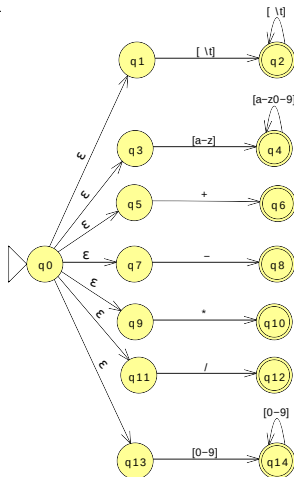 [ \t]
q1 [ \t] q2
ε
[a-z0-9]
q3 [a-z] q4
ε
q5 + q6
ε
q0 ε q7 - q8
ε
q9 * q10
ε
q11 / q12
ε
[0-9]
q13 [0-9] q14